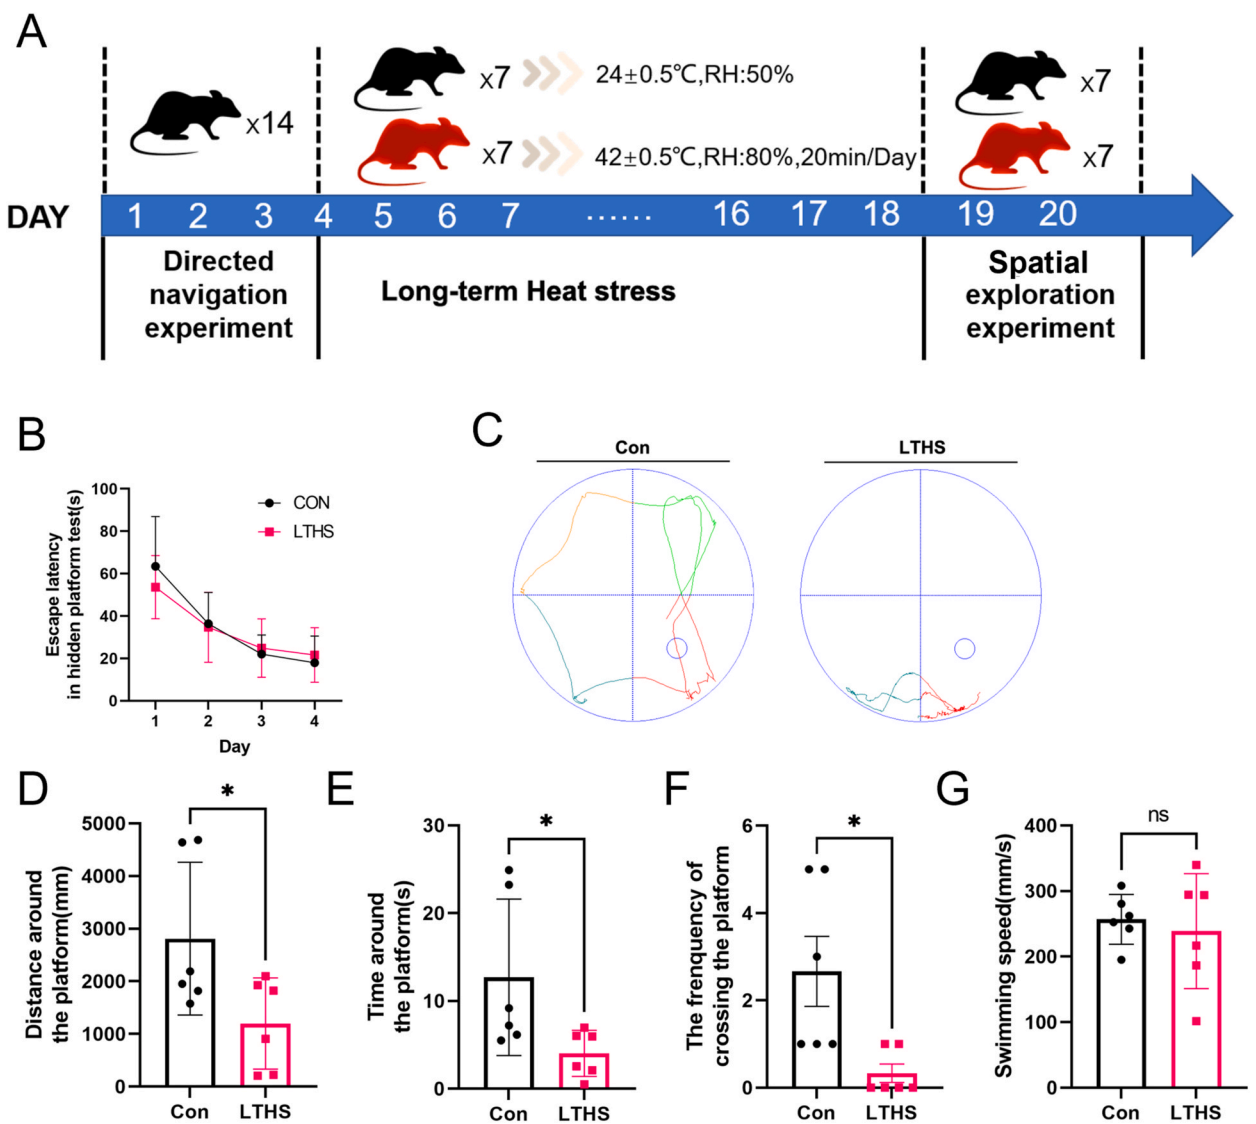 A
x14
x7
24±0.5℃,RH:50%
x7
42±0.5℃,RH:80%,20min/Day
x7
x7
DAY
1 2 3 4 5 6 7 ...... 16 17 18 19 20
Directed
navigation
experiment
Long-term Heat stress
Spatial
exploration
experiment
B
Escape latency
in hidden platform test(s)
100
80
60
40
20
0
CON
LTHS
1 2 3 4
Day
C
Con
LTHS
D
Distance around
the platform(mm)
5000
4000
3000
2000
1000
0
*
Con LTHS
E
Time around
the platform(s)
30
20
10
0
*
Con LTHS
F
The frenquency of
crossing the platform
6
4
2
0
*
Con LTHS
G
Swimming speed(mm/s)
400
300
200
100
0
ns
Con LTHS